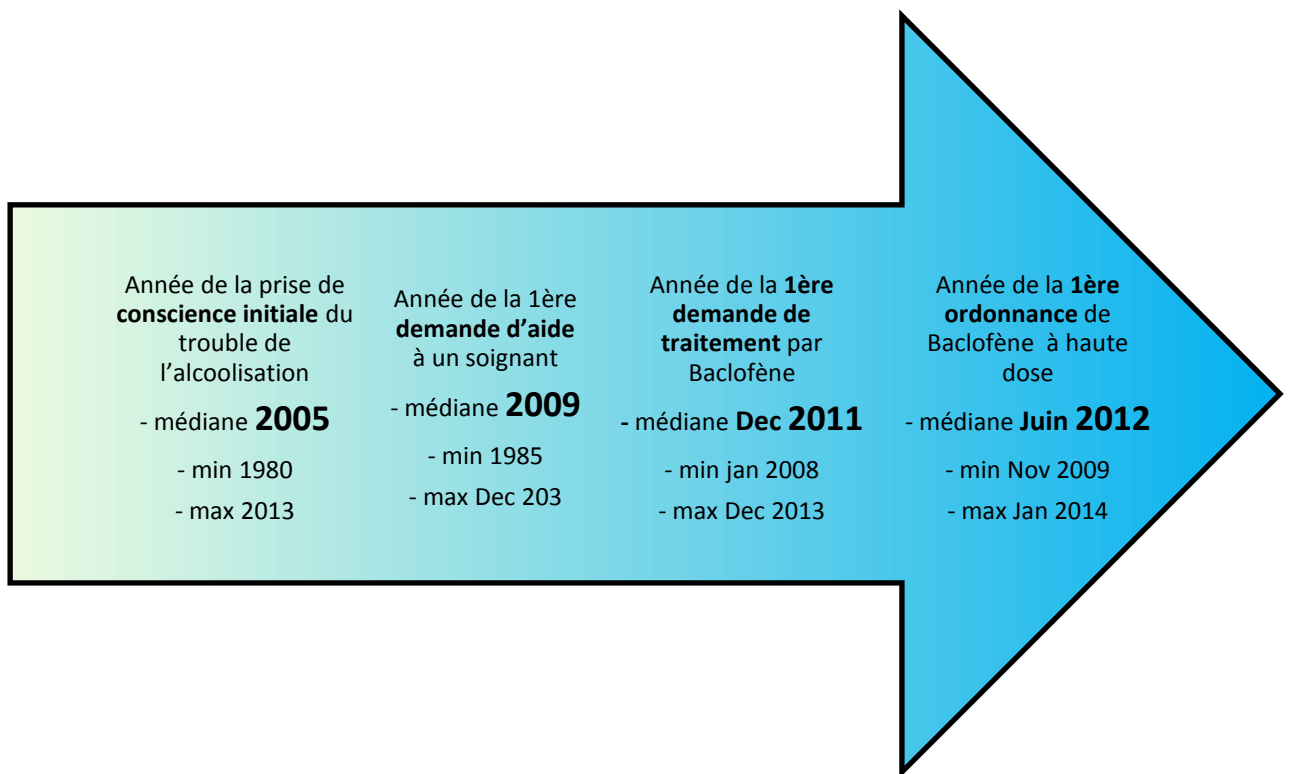 Année de la prise de
conscience initiale du
trouble de
l'alcoolisation
- médiane 2005
- min 1980
- max 2013
Année de la 1ère
demande d'aide
à un soignant
- médiane 2009
- min 1985
- max Dec 203
Année de la 1ère
demande de
traitement par
Baclofène
- médiane Dec 2011
- min jan 2008
- max Dec 2013
Année de la 1ère
ordonnance de
Baclofène à haute
dose
- médiane Juin 2012
- min Nov 2009
- max Jan 2014